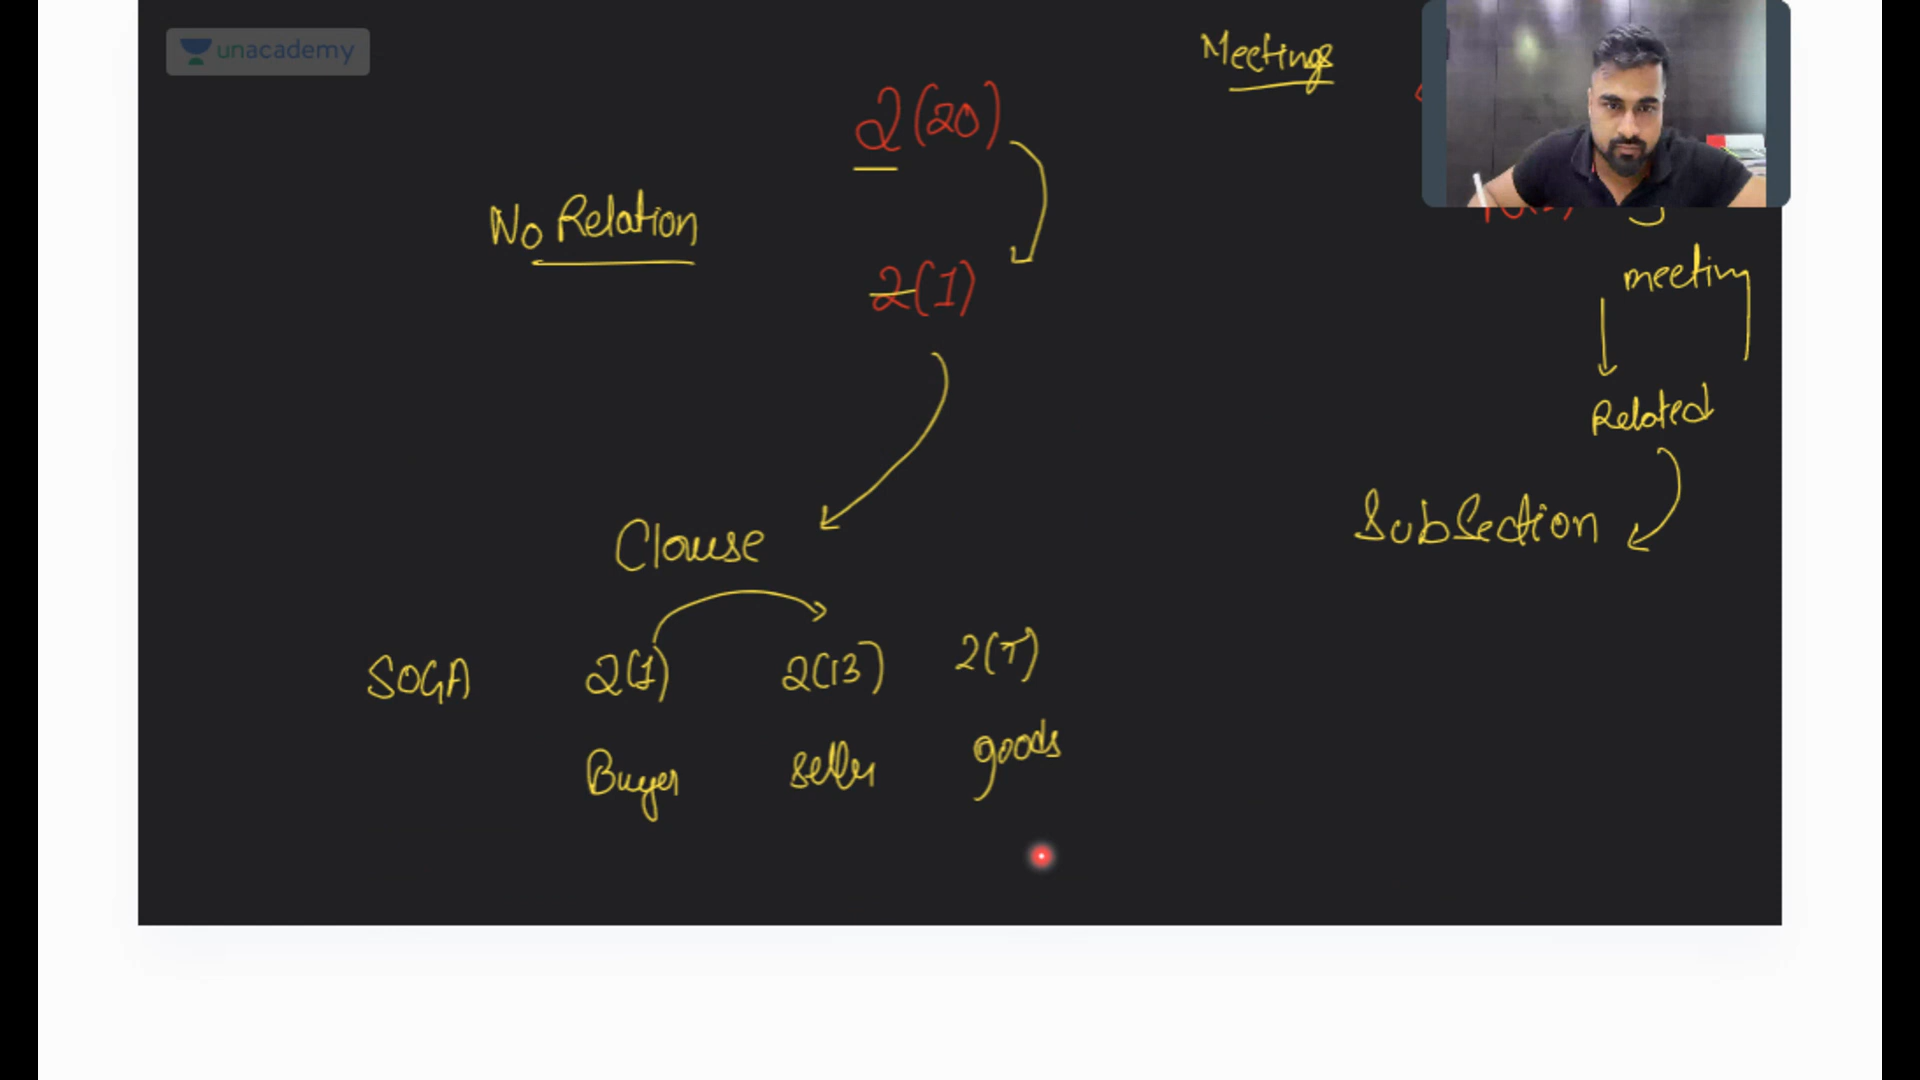 unacademy
Meetings
2(20)
No Relation
2(1)
meeting
Related
SubSection
Clause
SOGA 2(1) 2(13) 2(7)
Buyer seller goods